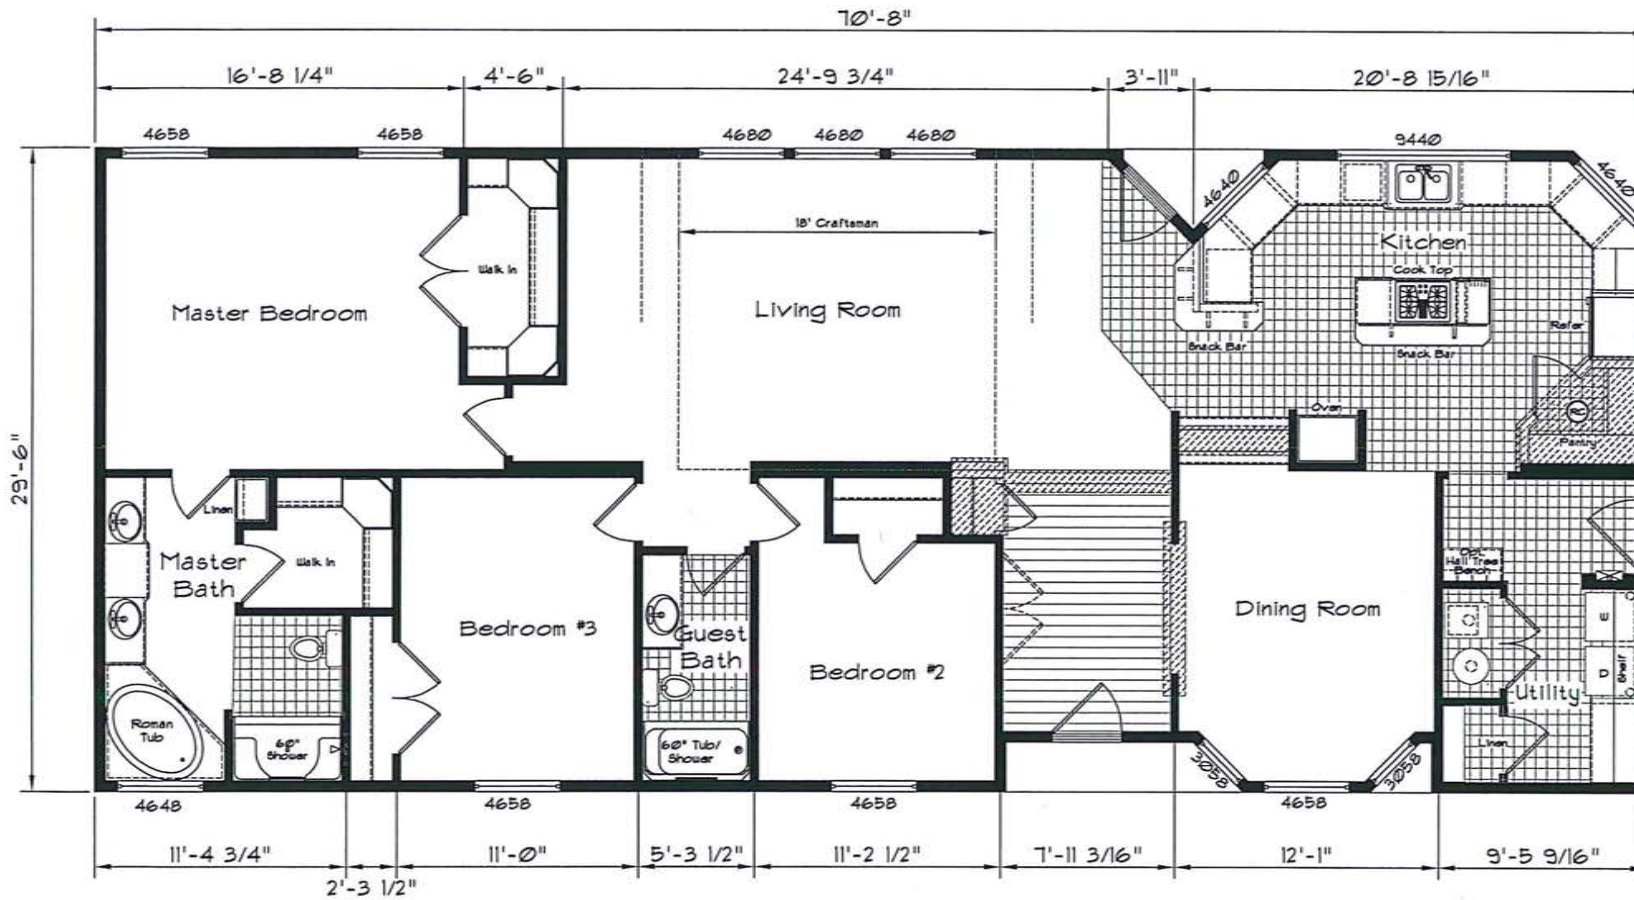 70'-8"
16'-8 1/4"
4'-6"
24'-9 3/4"
3'-11"
20'-8 15/16"
4658
4658
4680
4680
4680
9440
4640
4640
18' Craftsman
Kitchen
Cook Top
Walk In
Master Bedroom
Living Room
Refer
Snack Bar
Snack Bar
29'-6"
Oven
Pantry
Linen
Master
Bath
Walk In
Opt.
Hall Tree
Bench
Dining Room
E
Bedroom #3
Guest
Bath
Bedroom #2
D
Shelf
Utility
Roman
Tub
60"
Shower
60" Tub/
Shower
Linen
3058
3058
4648
4658
4658
4658
11'-4 3/4"
2'-3 1/2"
11'-0"
5'-3 1/2"
11'-2 1/2"
7'-11 3/16"
12'-1"
9'-5 9/16"